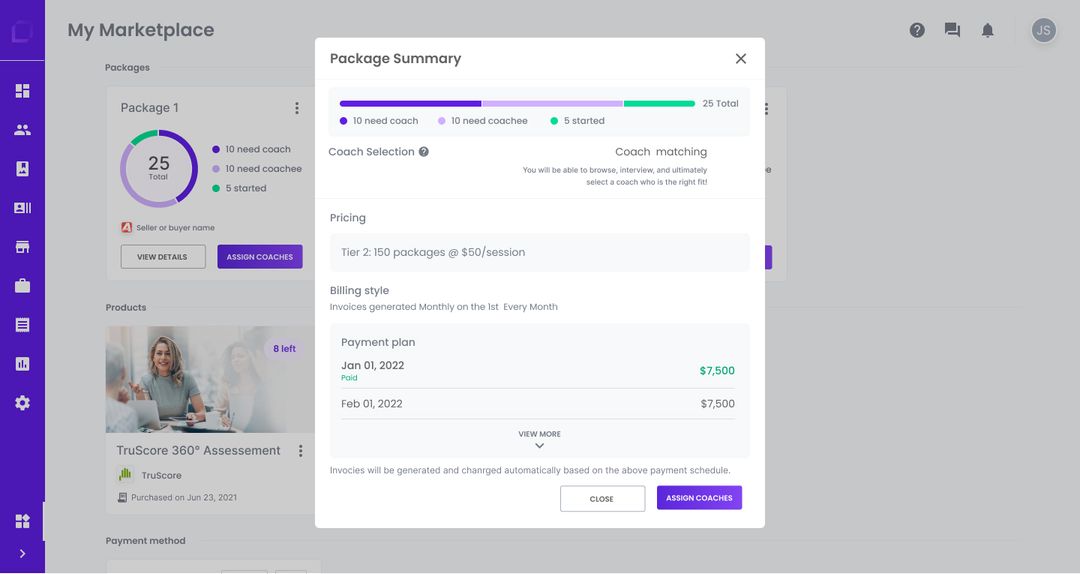 My Marketplace
JS
Packages
Package 1
25
Total
10 need coach
10 need coachee
5 started
Seller or buyer name
VIEW DETAILS
ASSIGN COACHES
Products
8 left
TruScore 360° Assessement
TruScore
Purchased on Jun 23, 2021
Payment method
Package Summary
25 Total
10 need coach
10 need coachee
5 started
Coach Selection
Coach matching
You will be able to browse, interview, and ultimately
select a coach who is the right fit!
Pricing
Tier 2: 150 packages @ $50/session
Billing style
Invoices generated Monthly on the 1st Every Month
Payment plan
Jan 01, 2022
Paid
$7,500
Feb 01, 2022
$7,500
VIEW MORE
Invocies will be generated and chanrged automatically based on the above payment schedule.
CLOSE
ASSIGN COACHES